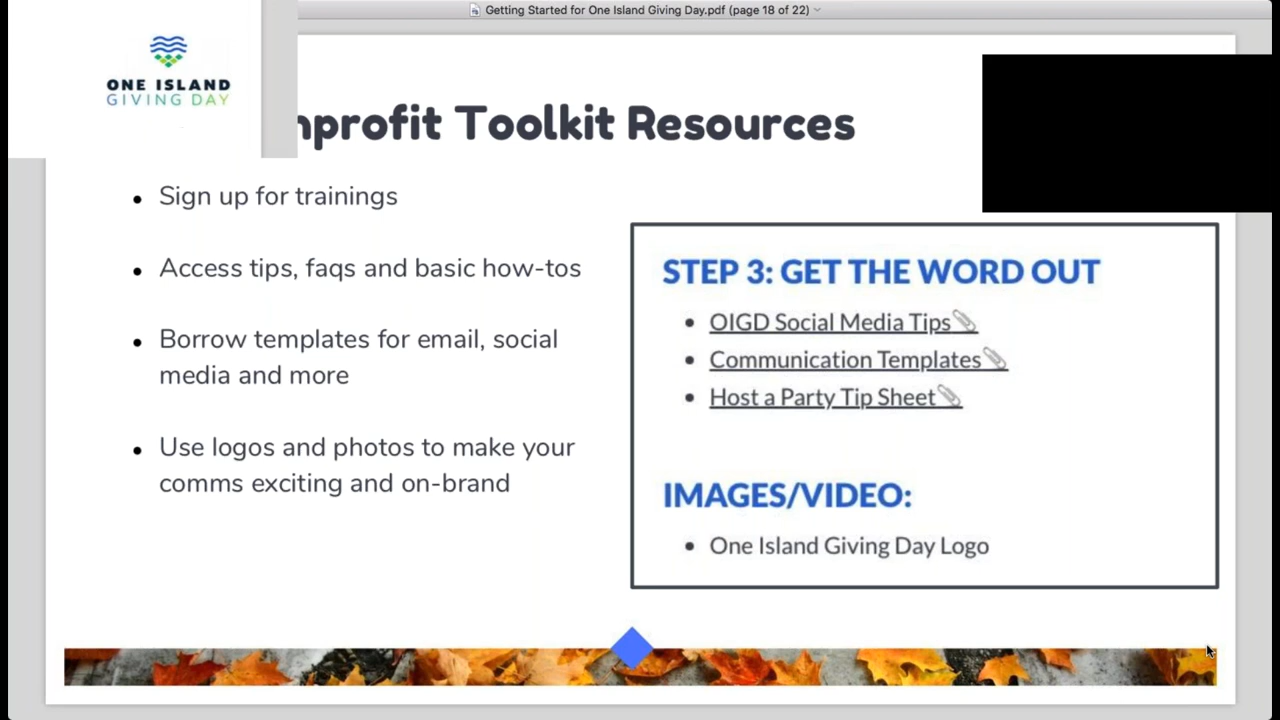 Getting Started for One Island Giving Day.pdf (page 18 of 22)
ONE ISLAND
GIVING DAY
nprofit Toolkit Resources
• Sign up for trainings
• Access tips, faqs and basic how-tos
• Borrow templates for email, social
media and more
• Use logos and photos to make your
comms exciting and on-brand
STEP 3: GET THE WORD OUT
• OIGD Social Media Tips
• Communication Templates
• Host a Party Tip Sheet
IMAGES/VIDEO:
• One Island Giving Day Logo